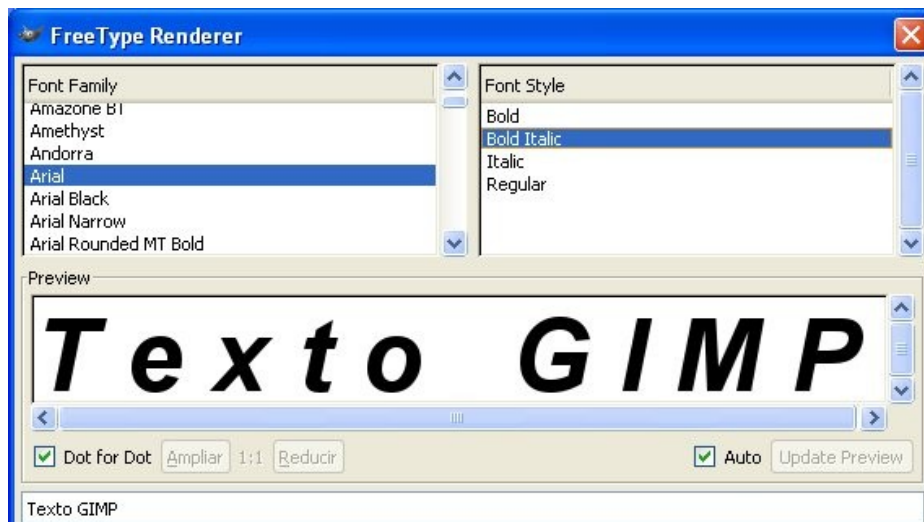 FreeType Renderer
Font Family
Amazone BT
Amethyst
Andorra
Arial
Arial Black
Arial Narrow
Arial Rounded MT Bold
Font Style
Bold
Bold Italic
Italic
Regular
Preview
Texto GIMP
Dot for Dot Ampliar 1:1 Reducir Auto Update Preview
Texto GIMP